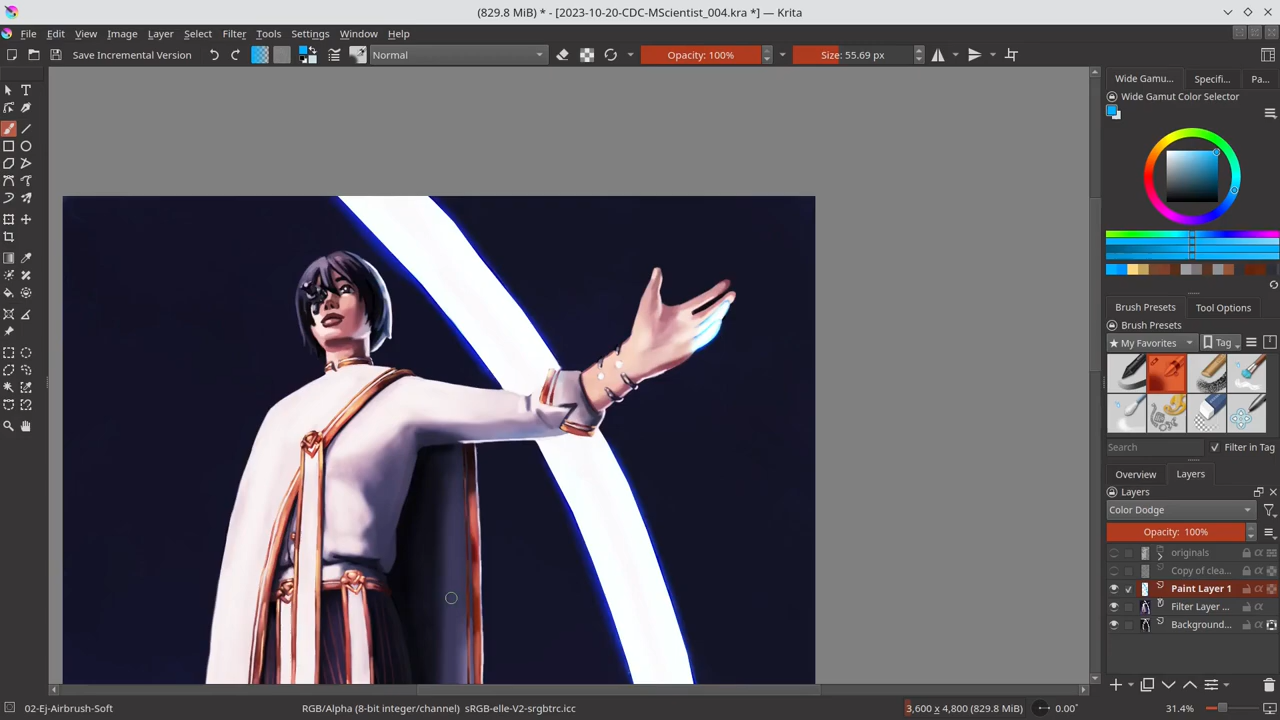 (829.8 MiB) * - [2023-10-20-CDC-MScientist_004.kra *] — Krita
File Edit View Image Layer Select Filter Tools Settings Window Help
Save Incremental Version Normal Opacity: 100% Size: 55.69 px
Wide Gamu... Specifi... Pa...
Wide Gamut Color Selector
Brush Presets Tool Options
Brush Presets
★ My Favorites Tag
Search Filter in Tag
Overview Layers
Layers
Color Dodge
Opacity: 100%
originals
Copy of clea...
Paint Layer 1
Filter Layer ...
Background...
02-Ej-Airbrush-Soft RGB/Alpha (8-bit integer/channel) sRGB-elle-V2-srgbtrc.icc 3,600 x 4,800 (829.8 MiB) 0.00° 31.4%